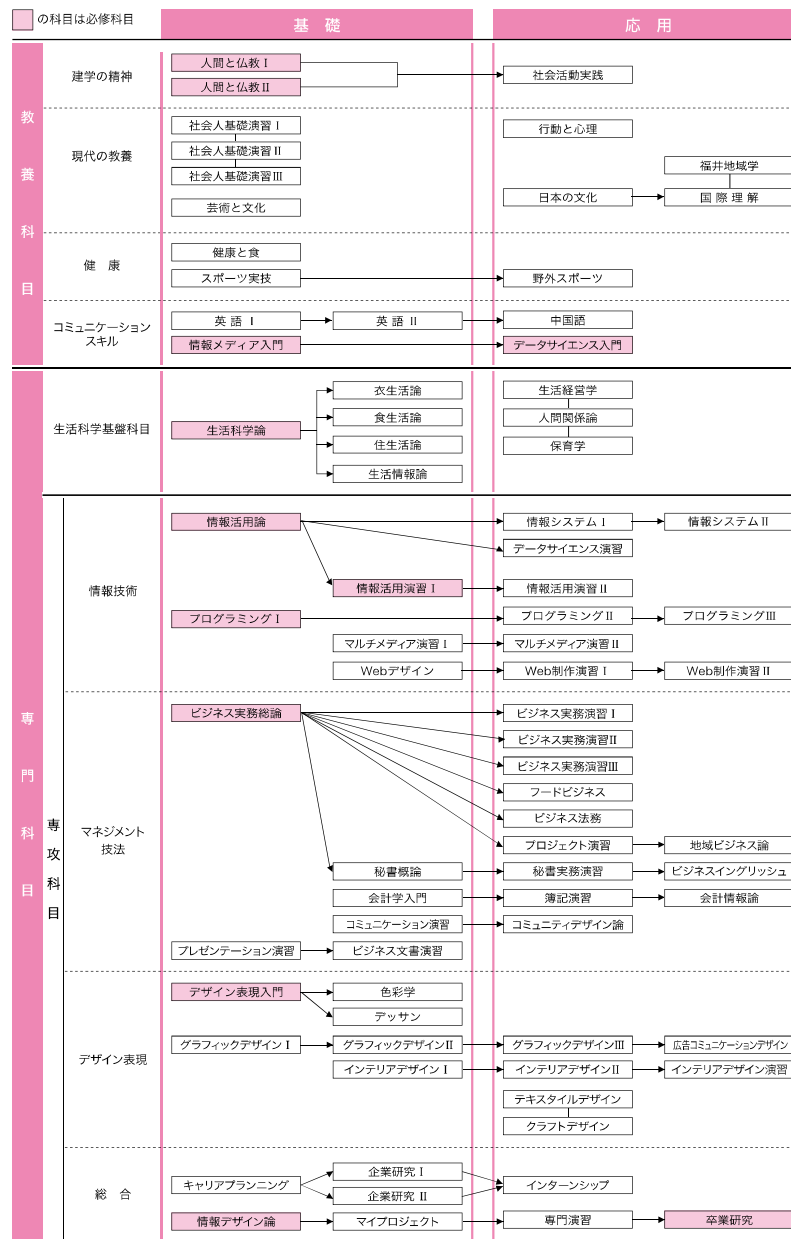 の科目は必修科目
基 礎
応 用
教養科目
建学の精神
人間と仏教Ⅰ
人間と仏教Ⅱ
社会活動実践
現代の教養
社会人基礎演習Ⅰ
社会人基礎演習Ⅱ
社会人基礎演習Ⅲ
芸術と文化
行動と心理
福井地域学
日本の文化
国際理解
健 康
健康と食
スポーツ実技
野外スポーツ
コミュニケーション
スキル
英語 Ⅰ
英語 Ⅱ
中国語
情報メディア入門
データサイエンス入門
専門科目
生活科学基盤科目
生活科学論
衣生活論
食生活論
住生活論
生活情報論
生活経営学
人間関係論
保育学
専攻科目
情報技術
情報活用論
情報システムⅠ
情報システムⅡ
データサイエンス演習
情報活用演習Ⅰ
情報活用演習Ⅱ
プログラミングⅠ
プログラミングⅡ
プログラミングⅢ
マルチメディア演習Ⅰ
マルチメディア演習Ⅱ
Webデザイン
Web制作演習Ⅰ
Web制作演習Ⅱ
マネジメント
技法
ビジネス実務総論
ビジネス実務演習Ⅰ
ビジネス実務演習Ⅱ
ビジネス実務演習Ⅲ
フードビジネス
ビジネス法務
プロジェクト演習
地域ビジネス論
秘書概論
秘書実務演習
ビジネスイングリッシュ
会計学入門
簿記演習
会計情報論
コミュニケーション演習
コミュニティデザイン論
プレゼンテーション演習
ビジネス文書演習
デザイン表現
デザイン表現入門
色彩学
デッサン
グラフィックデザインⅠ
グラフィックデザインⅡ
グラフィックデザインⅢ
広告コミュニケーションデザイン
インテリアデザインⅠ
インテリアデザインⅡ
インテリアデザイン演習
テキスタイルデザイン
クラフトデザイン
総 合
キャリアプランニング
企業研究Ⅰ
企業研究Ⅱ
インターンシップ
情報デザイン論
マイプロジェクト
専門演習
卒業研究